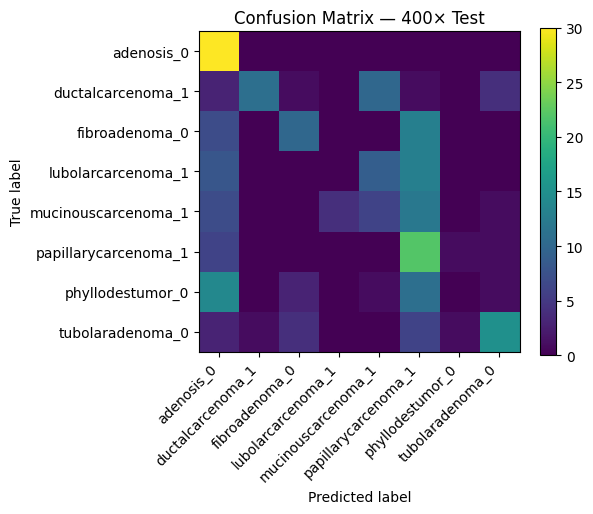 Confusion Matrix — 400× Test
True label
adenosis_0
ductalcarcenoma_1
fibroadenoma_0
lubolarcarcenoma_1
mucinouscarcenoma_1
papillarycarcenoma_1
phyllodestumor_0
tubolaradenoma_0
adenosis_0
ductalcarcenoma_1
fibroadenoma_0
lubolarcarcenoma_1
mucinouscarcenoma_1
papillarycarcenoma_1
phyllodestumor_0
tubolaradenoma_0
Predicted label
30
25
20
15
10
5
0